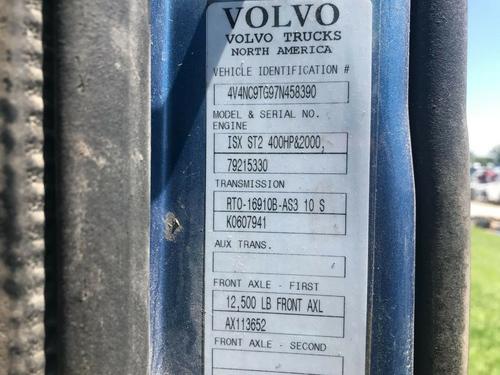 VOLVO
VOLVO TRUCKS
NORTH AMERICA
VEHICLE IDENTIFICATION #
4V4NC9TG97N458390
MODEL & SERIAL NO.
ENGINE
ISX ST2 400HP&2000,
79215330
TRANSMISSION
RTO-16910B-AS3 10 S
K0607941
AUX TRANS.
FRONT AXLE - FIRST
12,500 LB FRONT AXL
AX113652
FRONT AXLE - SECOND